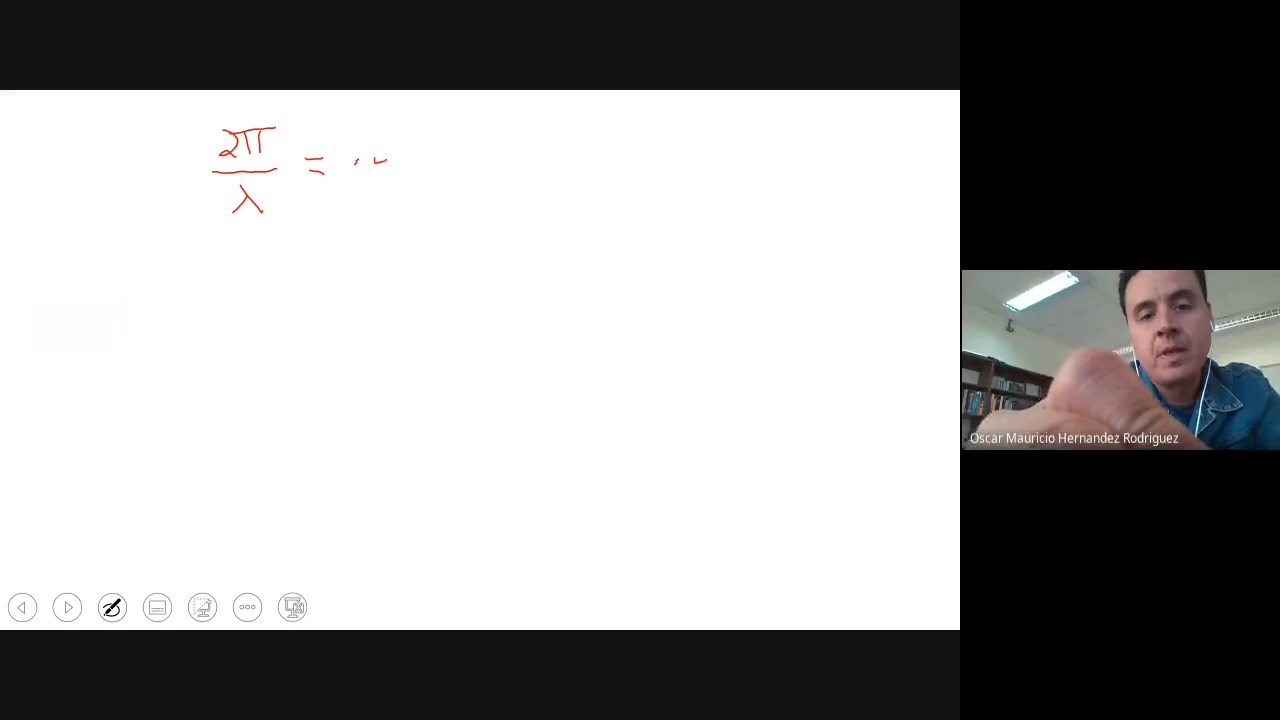 2π
=
λ
Oscar Mauricio Hernandez Rodriguez